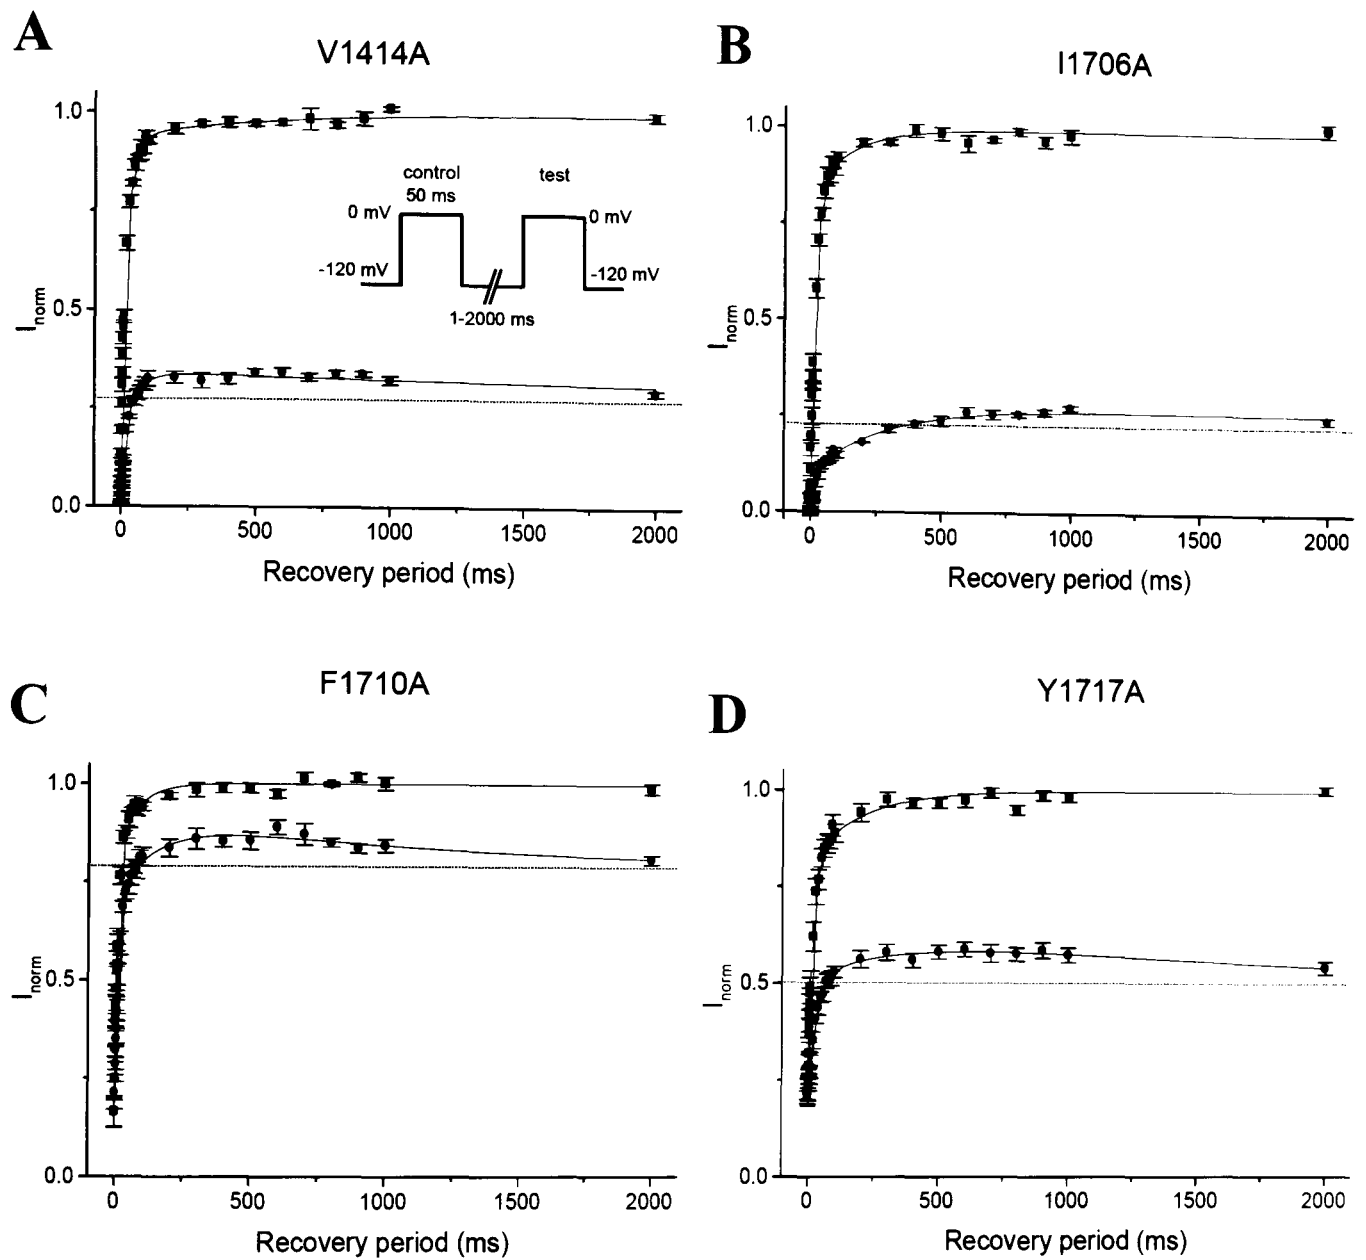 A
V1414A
1.0
0.5
0.0
I norm
control
50 ms
test
0 mV
0 mV
-120 mV
-120 mV
1-2000 ms
0 500 1000 1500 2000
Recovery period (ms)
B
I1706A
1.0
0.5
0.0
I norm
0 500 1000 1500 2000
Recovery period (ms)
C
F1710A
1.0
0.5
0.0
I norm
0 500 1000 1500 2000
Recovery period (ms)
D
Y1717A
1.0
0.5
0.0
I norm
0 500 1000 1500 2000
Recovery period (ms)